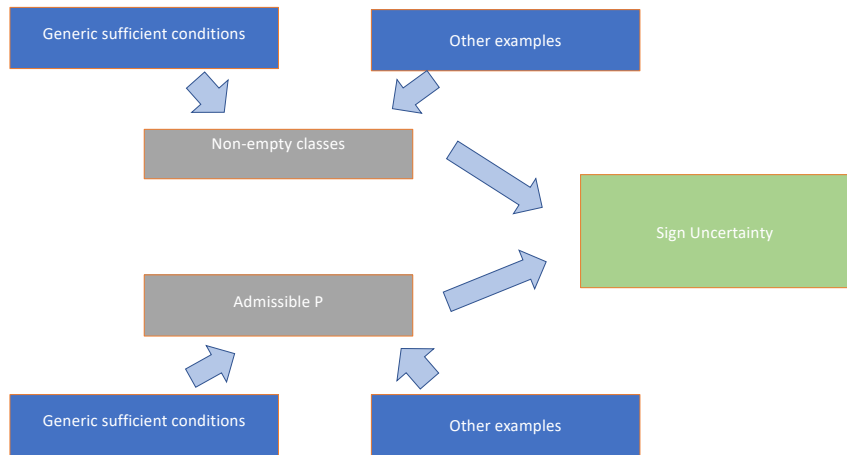 Generic sufficient conditions
Other examples
Non-empty classes
Sign Uncertainty
Admissible P
Generic sufficient conditions
Other examples